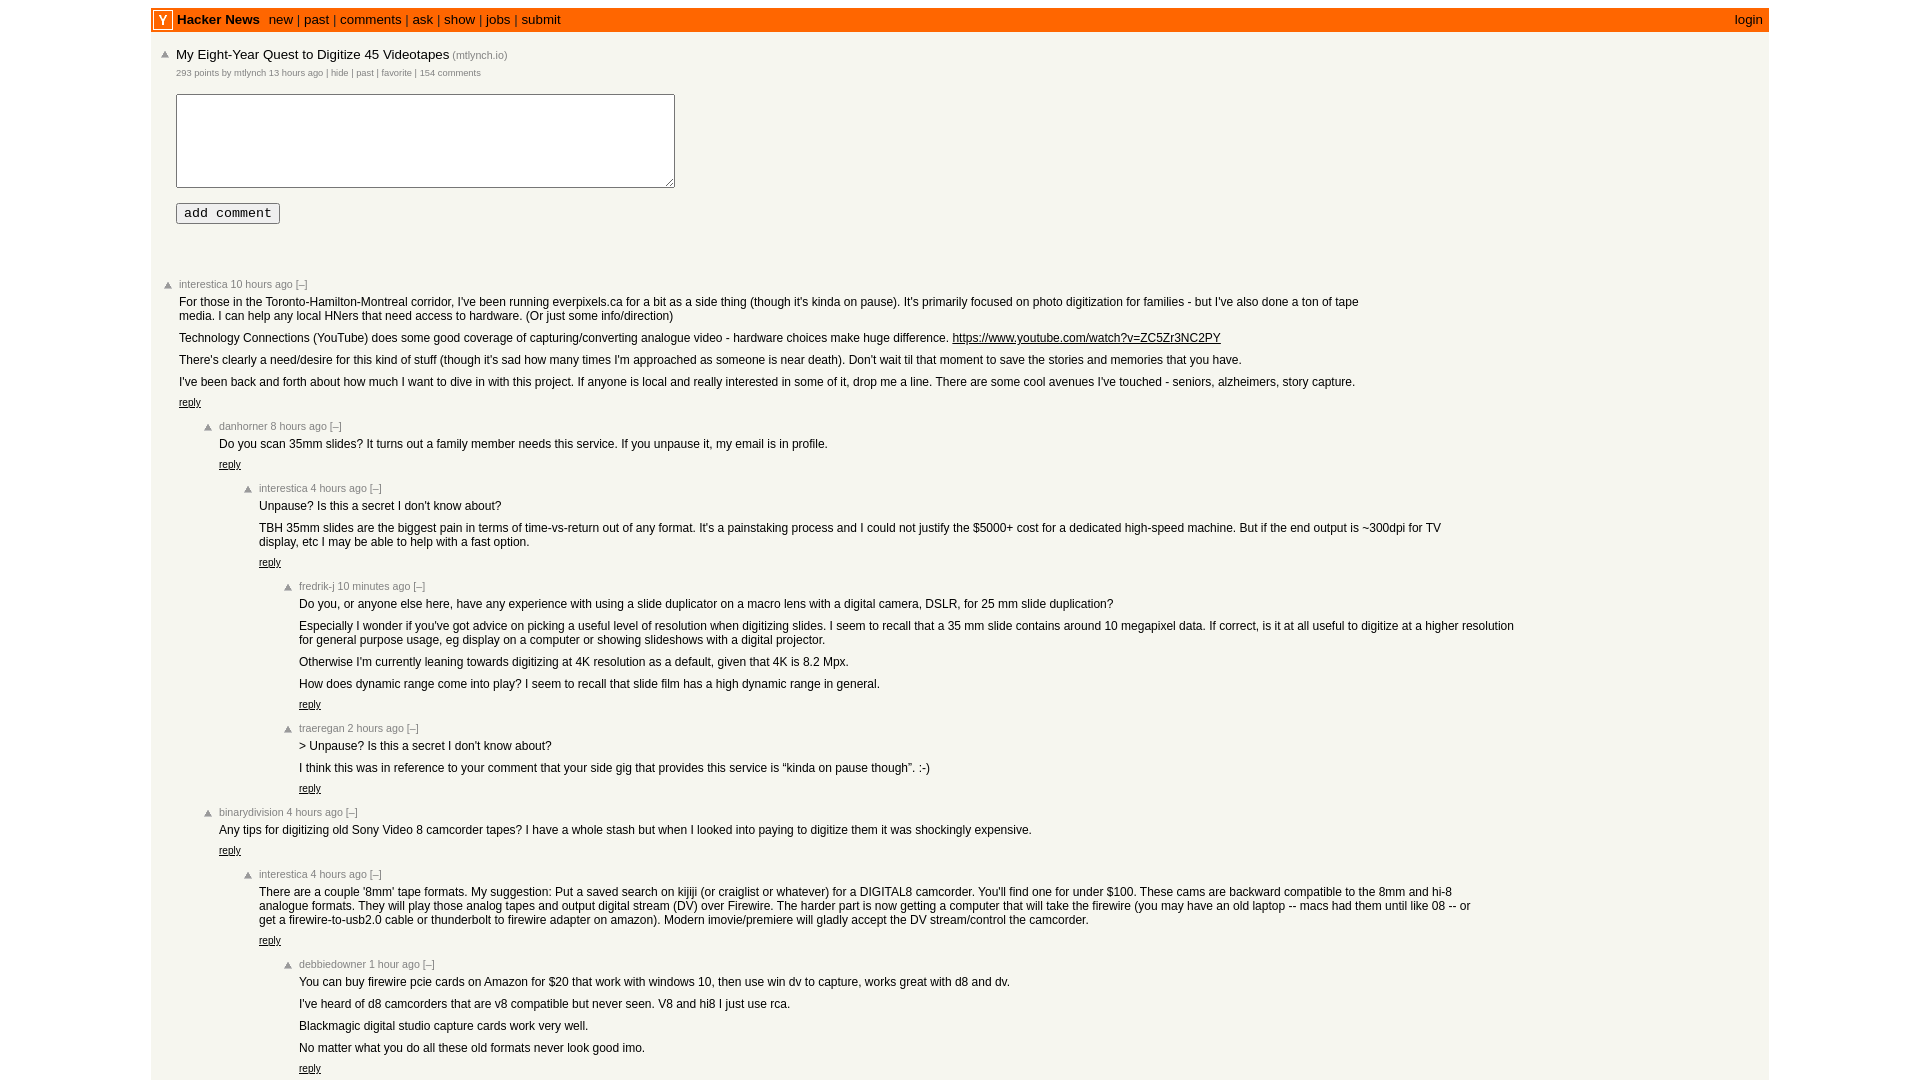 Y Hacker News new | past | comments | ask | show | jobs | submit login
My Eight-Year Quest to Digitize 45 Videotapes (mtlynch.io)
293 points by mtlynch 13 hours ago | hide | past | favorite | 154 comments
add comment
interestica 10 hours ago [–]
For those in the Toronto-Hamilton-Montreal corridor, I've been running everpixels.ca for a bit as a side thing (though it's kinda on pause). It's primarily focused on photo digitization for families - but I've also done a ton of tape
media. I can help any local HNers that need access to hardware. (Or just some info/direction)
Technology Connections (YouTube) does some good coverage of capturing/converting analogue video - hardware choices make huge difference. https://www.youtube.com/watch?v=ZC5Zr3NC2PY
There's clearly a need/desire for this kind of stuff (though it's sad how many times I'm approached as someone is near death). Don't wait til that moment to save the stories and memories that you have.
I've been back and forth about how much I want to dive in with this project. If anyone is local and really interested in some of it, drop me a line. There are some cool avenues I've touched - seniors, alzheimers, story capture.
reply
danhorner 8 hours ago [–]
Do you scan 35mm slides? It turns out a family member needs this service. If you unpause it, my email is in profile.
reply
interestica 4 hours ago [–]
Unpause? Is this a secret I don't know about?
TBH 35mm slides are the biggest pain in terms of time-vs-return out of any format. It's a painstaking process and I could not justify the $5000+ cost for a dedicated high-speed machine. But if the end output is ~300dpi for TV
display, etc I may be able to help with a fast option.
reply
fredrik-j 10 minutes ago [–]
Do you, or anyone else here, have any experience with using a slide duplicator on a macro lens with a digital camera, DSLR, for 25 mm slide duplication?
Especially I wonder if you've got advice on picking a useful level of resolution when digitizing slides. I seem to recall that a 35 mm slide contains around 10 megapixel data. If correct, is it at all useful to digitize at a higher resolution
for general purpose usage, eg display on a computer or showing slideshows with a digital projector.
Otherwise I'm currently leaning towards digitizing at 4K resolution as a default, given that 4K is 8.2 Mpx.
How does dynamic range come into play? I seem to recall that slide film has a high dynamic range in general.
reply
traeregan 2 hours ago [–]
> Unpause? Is this a secret I don't know about?
I think this was in reference to your comment that your side gig that provides this service is “kinda on pause though”. :-)
reply
binarydivision 4 hours ago [–]
Any tips for digitizing old Sony Video 8 camcorder tapes? I have a whole stash but when I looked into paying to digitize them it was shockingly expensive.
reply
interestica 4 hours ago [–]
There are a couple '8mm' tape formats. My suggestion: Put a saved search on kijiji (or craiglist or whatever) for a DIGITAL8 camcorder. You'll find one for under $100. These cams are backward compatible to the 8mm and hi-8
analogue formats. They will play those analog tapes and output digital stream (DV) over Firewire. The harder part is now getting a computer that will take the firewire (you may have an old laptop -- macs had them until like 08 -- or
get a firewire-to-usb2.0 cable or thunderbolt to firewire adapter on amazon). Modern imovie/premiere will gladly accept the DV stream/control the camcorder.
reply
debbiedowner 1 hour ago [–]
You can buy firewire pcie cards on Amazon for $20 that work with windows 10, then use win dv to capture, works great with d8 and dv.
I've heard of d8 camcorders that are v8 compatible but never seen. V8 and hi8 I just use rca.
Blackmagic digital studio capture cards work very well.
No matter what you do all these old formats never look good imo.
reply